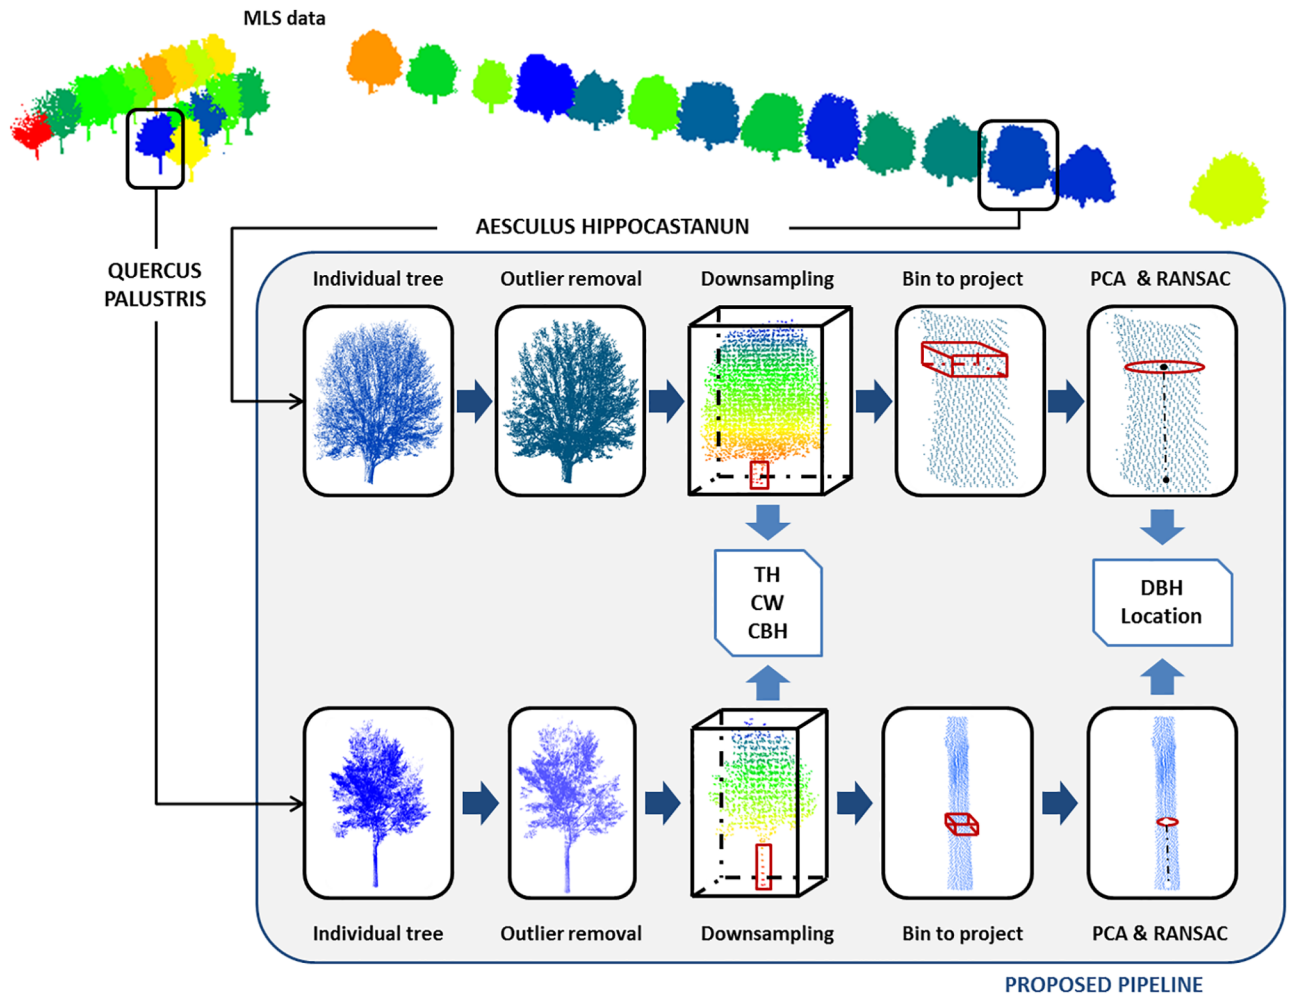 MLS data
AESCULUS HIPPOCASTANUN
QUERCUS
PALUSTRIS
Individual tree
Outlier removal
Downsampling
Bin to project
PCA & RANSAC
TH
CW
CBH
DBH
Location
Individual tree
Outlier removal
Downsampling
Bin to project
PCA & RANSAC
PROPOSED PIPELINE